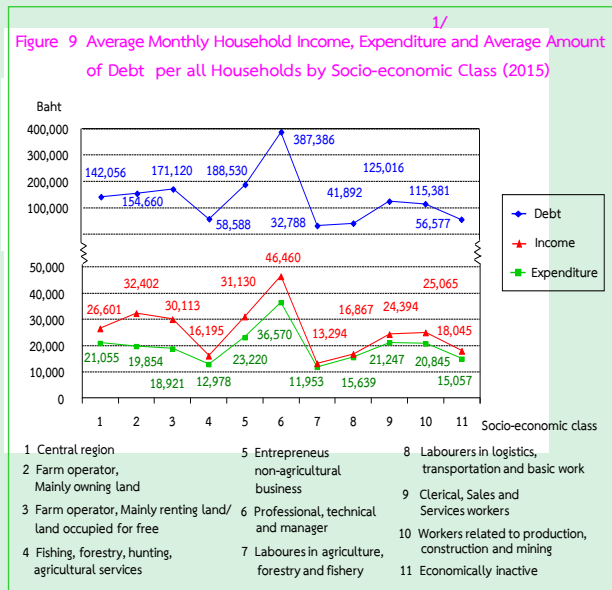 1/
Figure 9 Average Monthly Household Income, Expenditure and Average Amount
of Debt per all Households by Socio-economic Class (2015)
Baht
400,000
300,000
200,000
100,000
50,000
40,000
30,000
20,000
10,000
0
142,056
154,660
171,120
58,588
188,530
387,386
32,788
41,892
125,016
115,381
56,577
26,601
32,402
30,113
16,195
31,130
46,460
13,294
16,867
24,394
25,065
18,045
21,055
19,854
18,921
12,978
23,220
36,570
11,953
15,639
21,247
20,845
15,057
Debt
Income
Expenditure
1 2 3 4 5 6 7 8 9 10 11
Socio-economic class
1 Central region
2 Farm operator,
Mainly owning land
3 Farm operator, Mainly renting land/
land occupied for free
4 Fishing, forestry, hunting,
agricultural services
5 Entrepreneus
non-agricultural
business
6 Professional, technical
and manager
7 Laboures in agriculture,
forestry and fishery
8 Labourers in logistics,
transportation and basic work
9 Clerical, Sales and
Services workers
10 Workers related to production,
construction and mining
11 Economically inactive